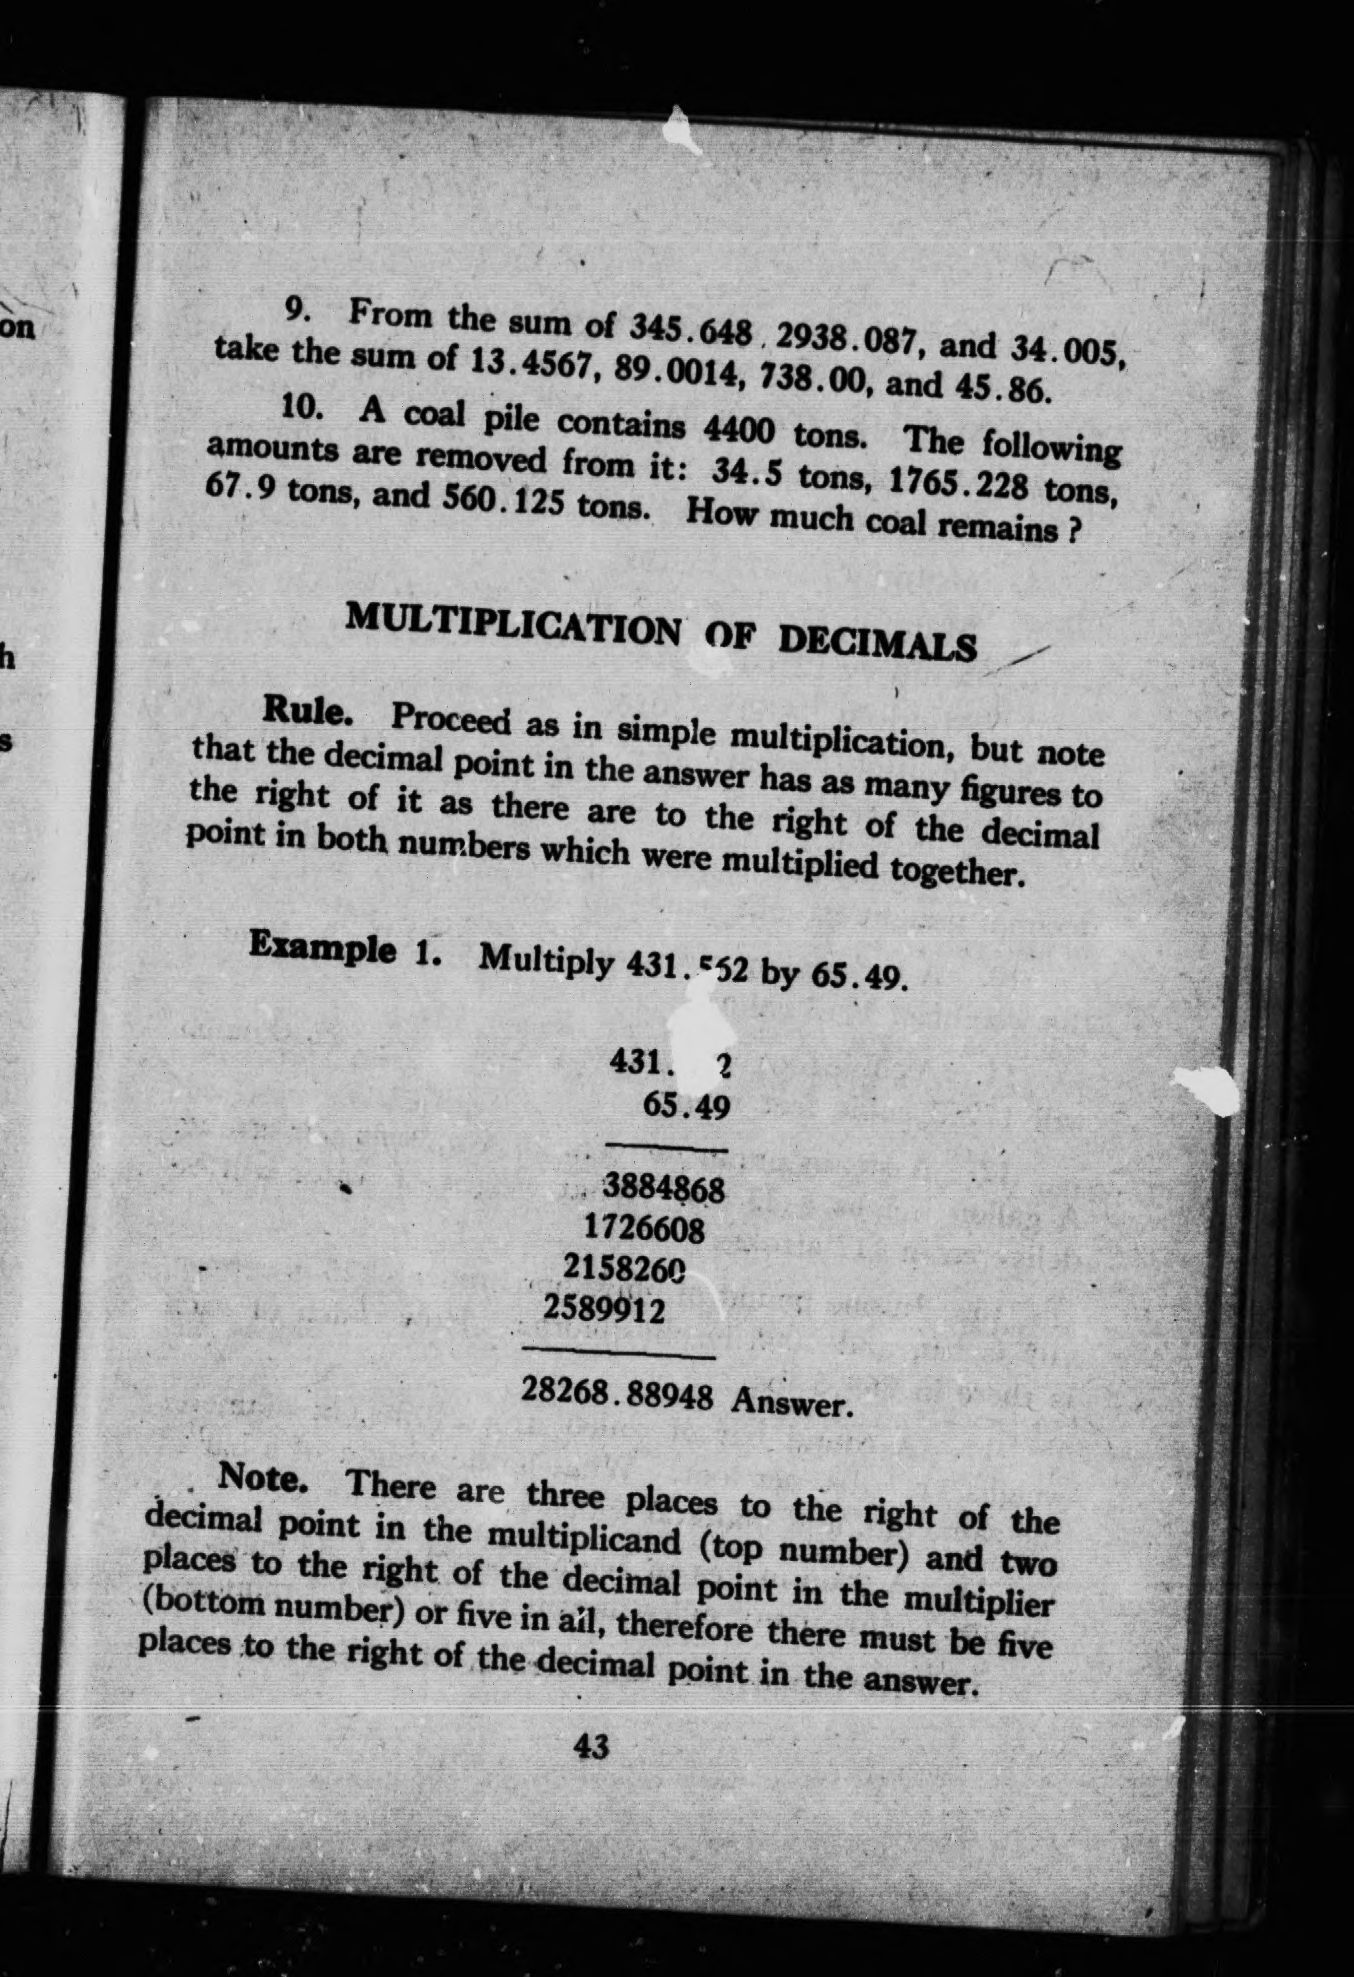 on
h
s
9. From the sum of 345.648, 2938.087, and 34.005,
take the sum of 13.4567, 89.0014, 738.00, and 45.86.
10. A coal pile contains 4400 tons. The following
amounts are removed from it: 34.5 tons, 1765.228 tons,
67.9 tons, and 560.125 tons. How much coal remains?
MULTIPLICATION OF DECIMALS
Rule. Proceed as in simple multiplication, but note
that the decimal point in the answer has as many figures to
the right of it as there are to the right of the decimal
point in both numbers which were multiplied together.
Example 1. Multiply by 65.49.
65.49
3884868
1726608
2158260
2589912
28268.88948 Answer.
Note. There are three places to the right of the
decimal point in the multiplicand (top number) and two
places to the right of the decimal point in the multiplier
(bottom number) or five in all, therefore there must be five
places to the right of the decimal point in the answer.
43